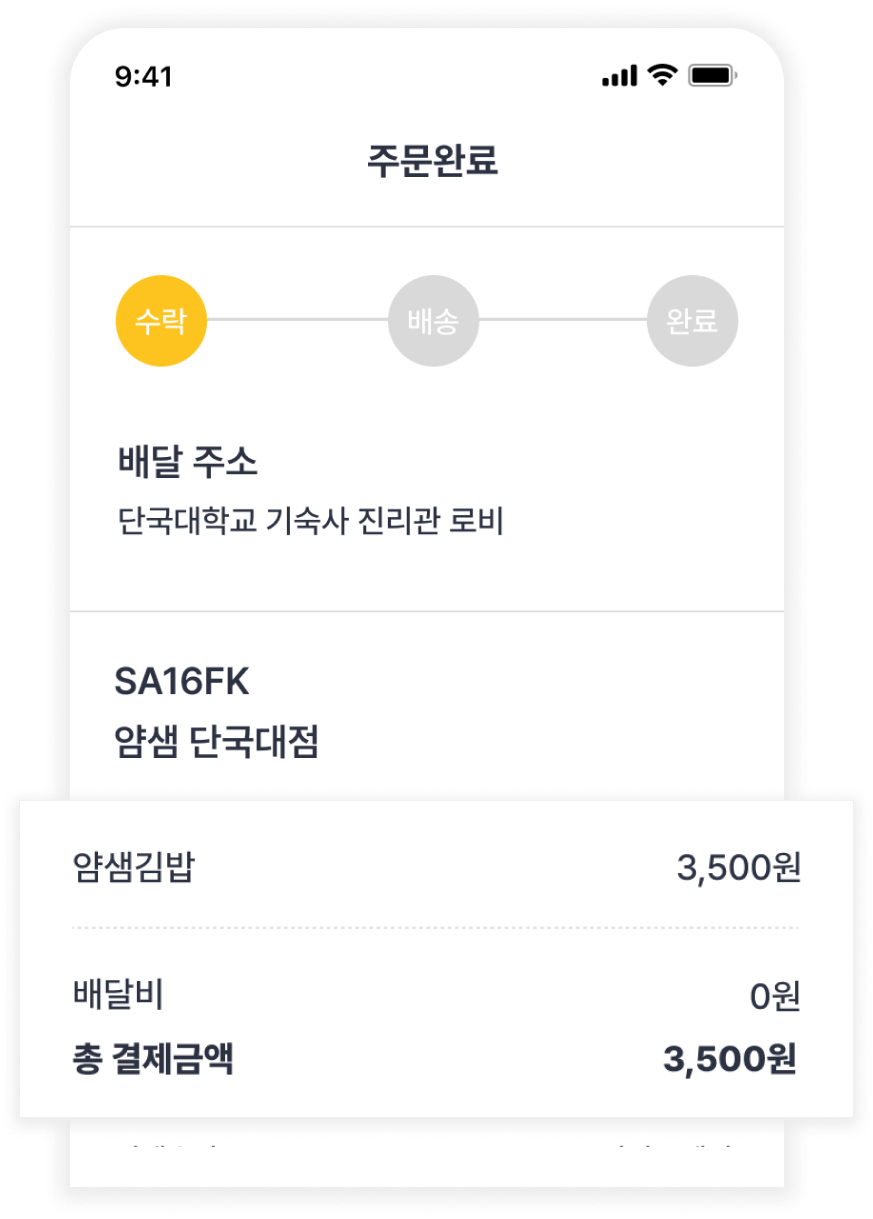 9:41
주문완료
수락 배송 완료
배달 주소
단국대학교 기숙사 진리관 로비
SA16FK
얌샘 단국대점
얌샘김밥 3,500원
배달비 0원
총 결제금액 3,500원